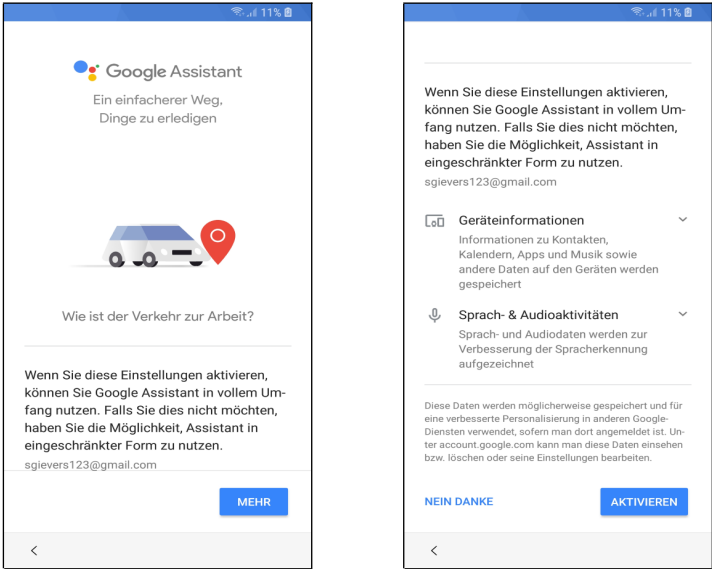 11%
Google Assistant
Ein einfacherer Weg,
Dinge zu erledigen
Wie ist der Verkehr zur Arbeit?
Wenn Sie diese Einstellungen aktivieren,
können Sie Google Assistant in vollem Um-
fang nutzen. Falls Sie dies nicht möchten,
haben Sie die Möglichkeit, Assistant in
eingeschränkter Form zu nutzen.
sgievers123@gmail.com
MEHR
11%
Wenn Sie diese Einstellungen aktivieren,
können Sie Google Assistant in vollem Um-
fang nutzen. Falls Sie dies nicht möchten,
haben Sie die Möglichkeit, Assistant in
eingeschränkter Form zu nutzen.
sgievers123@gmail.com
Geräteinformationen
Informationen zu Kontakten,
Kalendern, Apps und Musik sowie
andere Daten auf den Geräten werden
gespeichert
Sprach- & Audioaktivitäten
Sprach- und Audiodaten werden zur
Verbesserung der Spracherkennung
aufgezeichnet
Diese Daten werden möglicherweise gespeichert und für
eine verbesserte Personalisierung in anderen Google-
Diensten verwendet, sofern man dort angemeldet ist. Un-
ter account.google.com kann man diese Daten einsehen
bzw. löschen oder seine Einstellungen bearbeiten.
NEIN DANKE
AKTIVIEREN